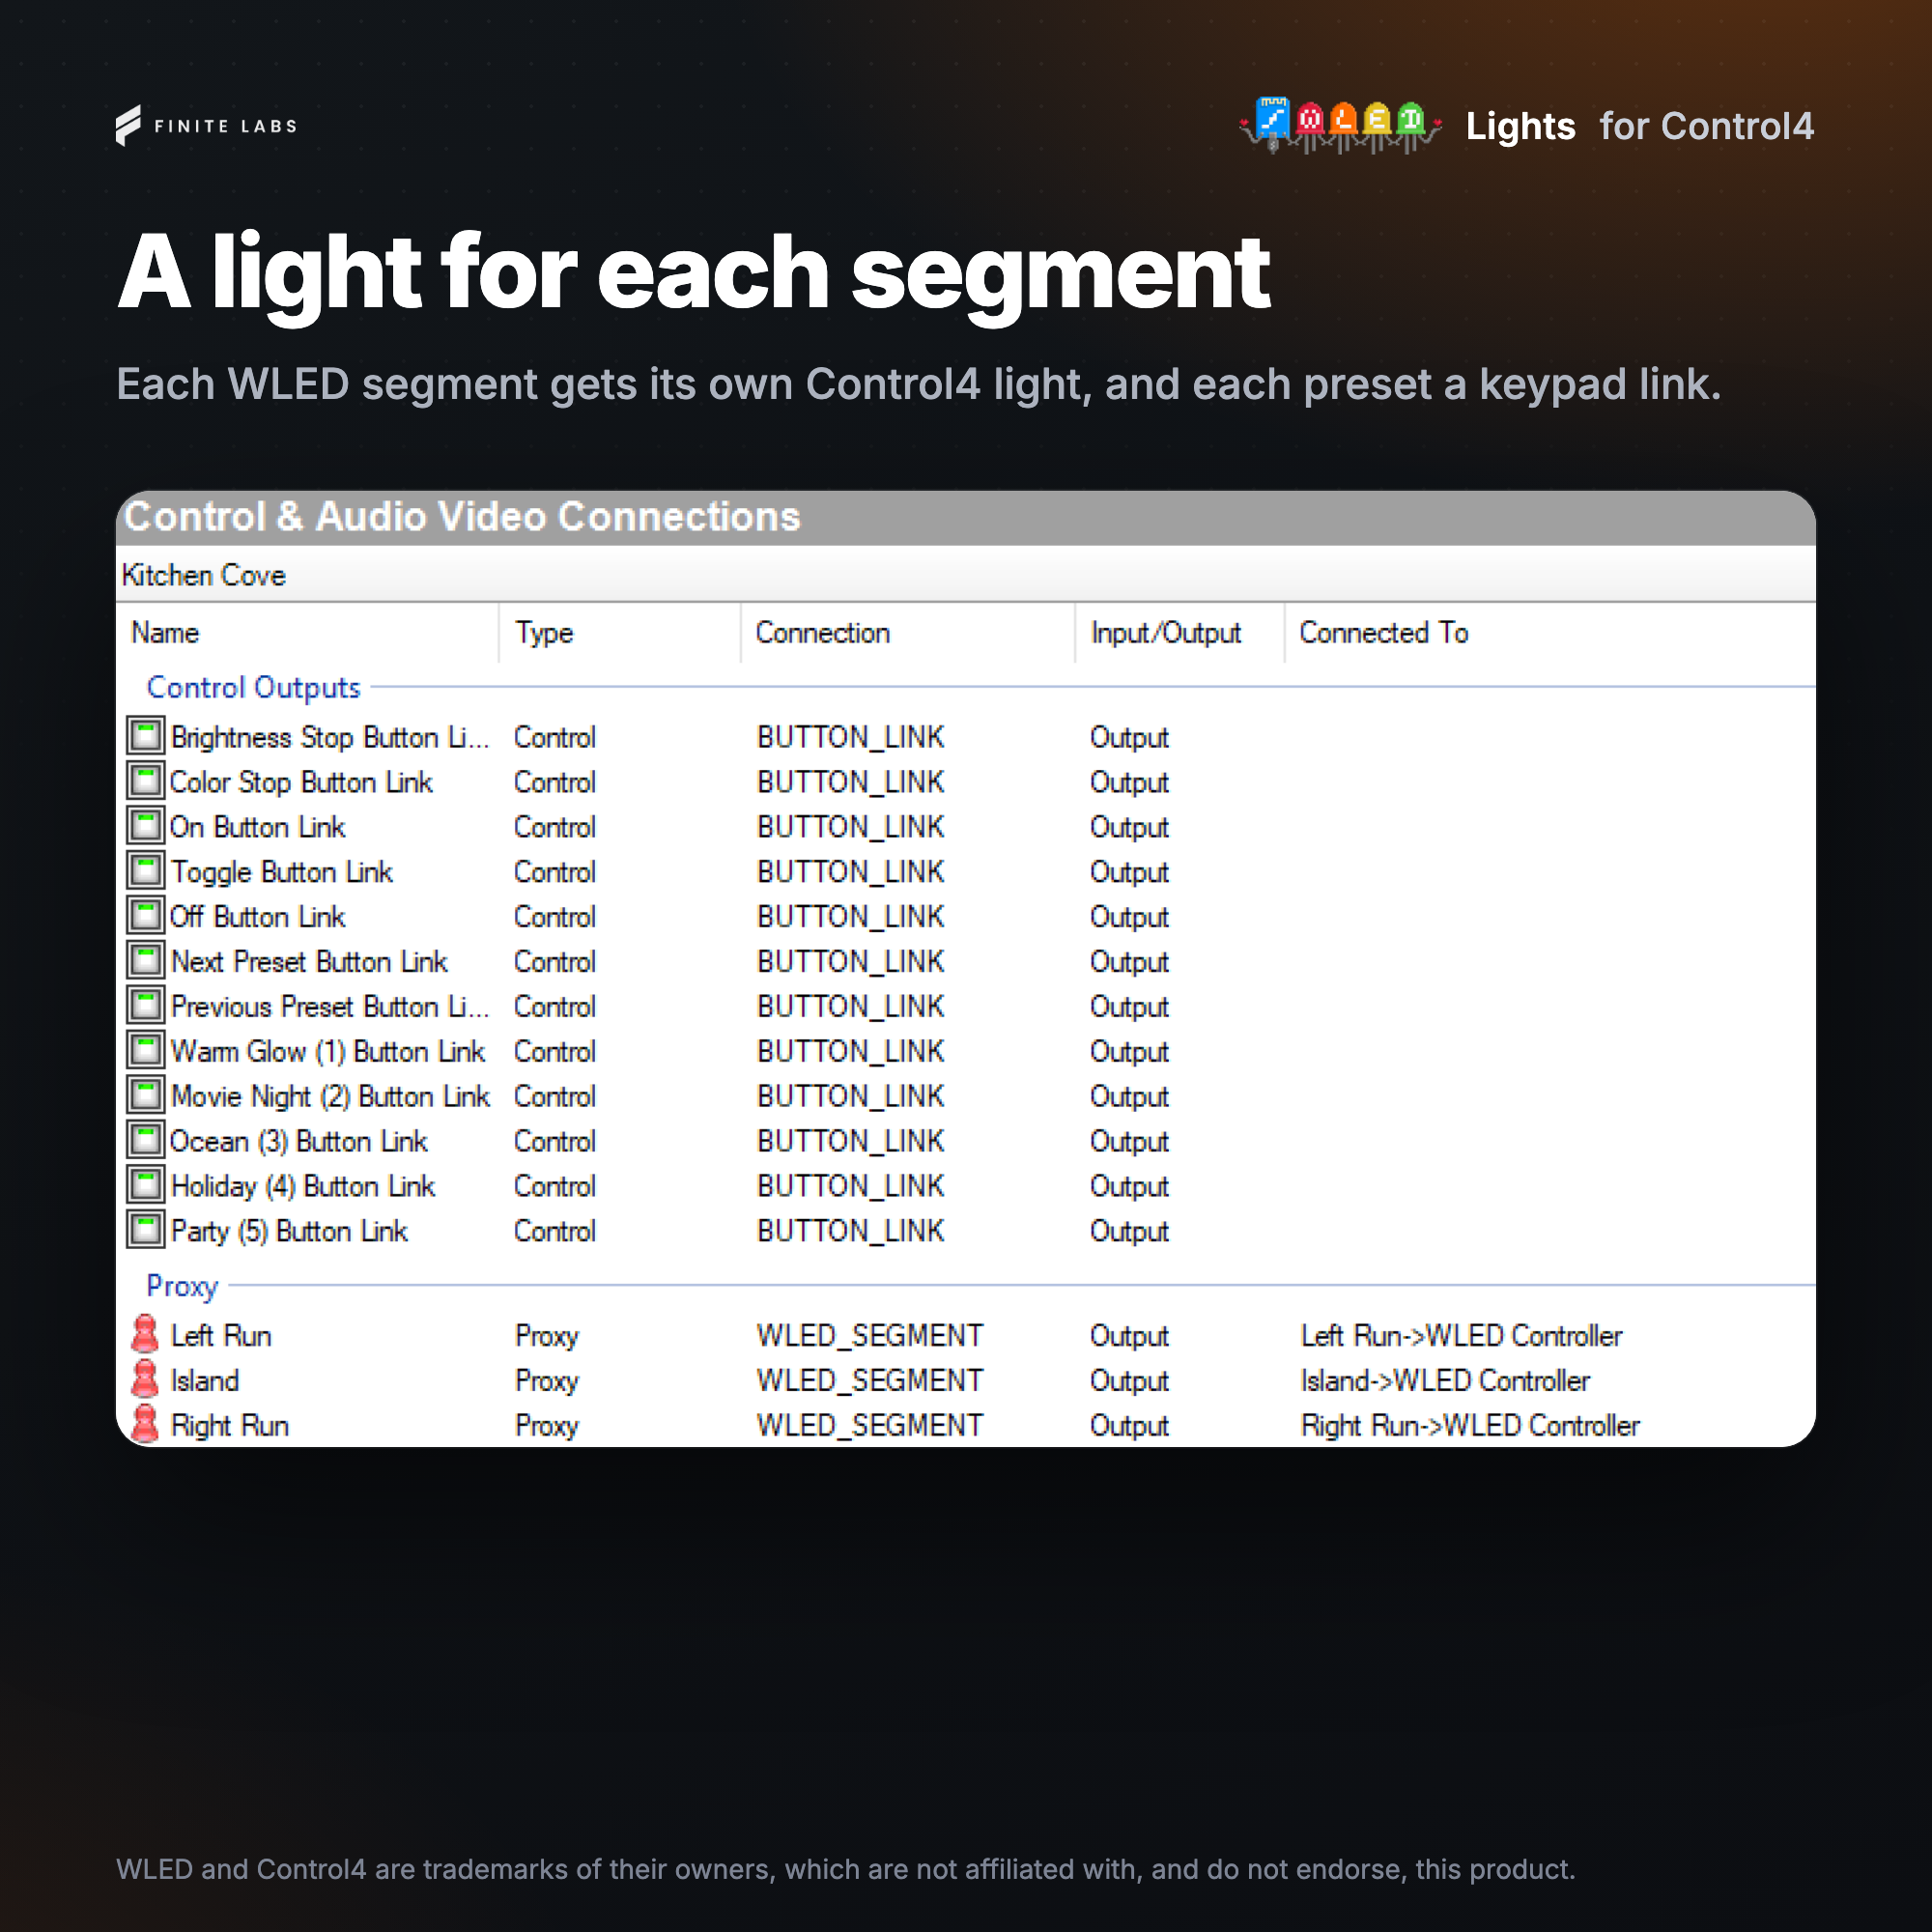 FINITE LABS
WLED Lights for Control4
A light for each segment
Each WLED segment gets its own Control4 light, and each preset a keypad link.
Control & Audio Video Connections
Kitchen Cove
Name Type Connection Input/Output Connected To
Control Outputs
Brightness Stop Button Li... Control BUTTON_LINK Output
Color Stop Button Link Control BUTTON_LINK Output
On Button Link Control BUTTON_LINK Output
Toggle Button Link Control BUTTON_LINK Output
Off Button Link Control BUTTON_LINK Output
Next Preset Button Link Control BUTTON_LINK Output
Previous Preset Button Li... Control BUTTON_LINK Output
Warm Glow (1) Button Link Control BUTTON_LINK Output
Movie Night (2) Button Link Control BUTTON_LINK Output
Ocean (3) Button Link Control BUTTON_LINK Output
Holiday (4) Button Link Control BUTTON_LINK Output
Party (5) Button Link Control BUTTON_LINK Output
Proxy
Left Run Proxy WLED_SEGMENT Output Left Run->WLED Controller
Island Proxy WLED_SEGMENT Output Island->WLED Controller
Right Run Proxy WLED_SEGMENT Output Right Run->WLED Controller
WLED and Control4 are trademarks of their owners, which are not affiliated with, and do not endorse, this product.